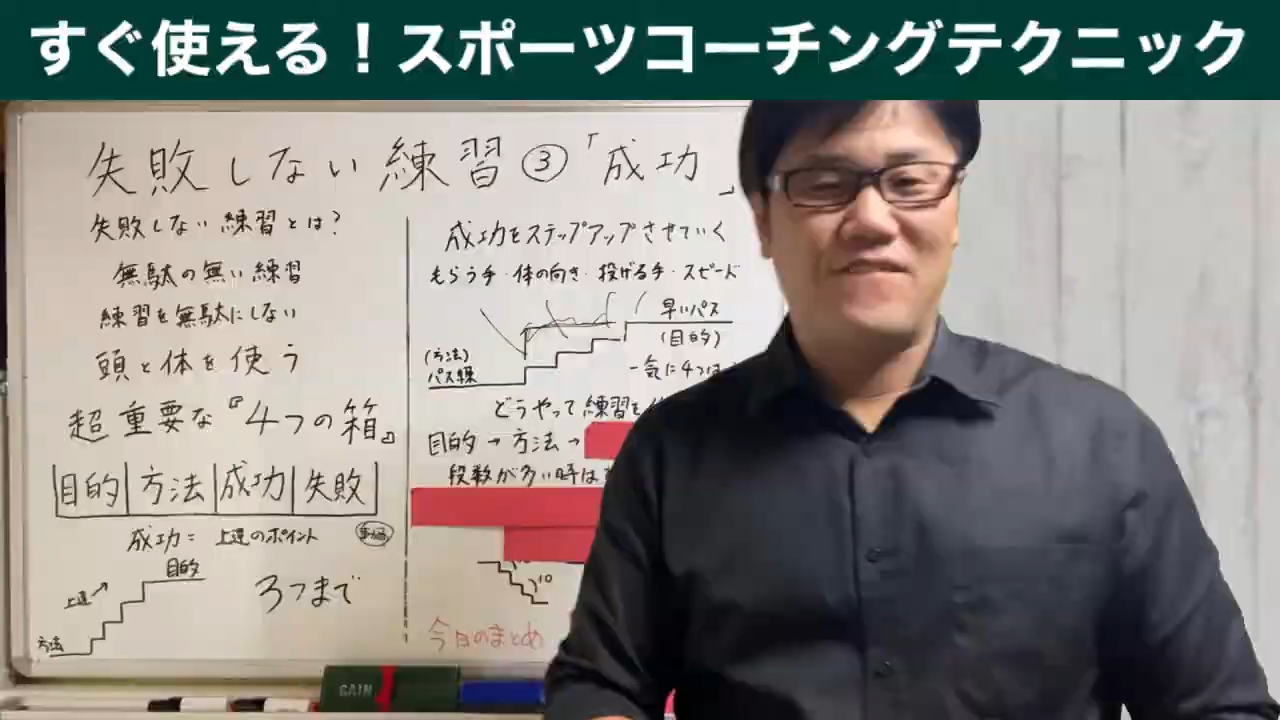 すぐ使える！スポーツコーチングテクニック
失敗しない練習③「成功」
失敗しない練習とは？
無駄の無い練習
練習を無駄にしない
頭と体を使う
超重要な『4つの箱』
目的 方法 成功 失敗
成功＝上達のポイント
目的
上達
3つまで
方法
成功をステップアップさせていく
もらう手・体の向き・投げる手・スピード
早いパス
(目的)
(方法)
パス練
一気に4つは
どうやって練習を
目的→方法→
段数が多い時は
10
今日のまとめ
GAIN